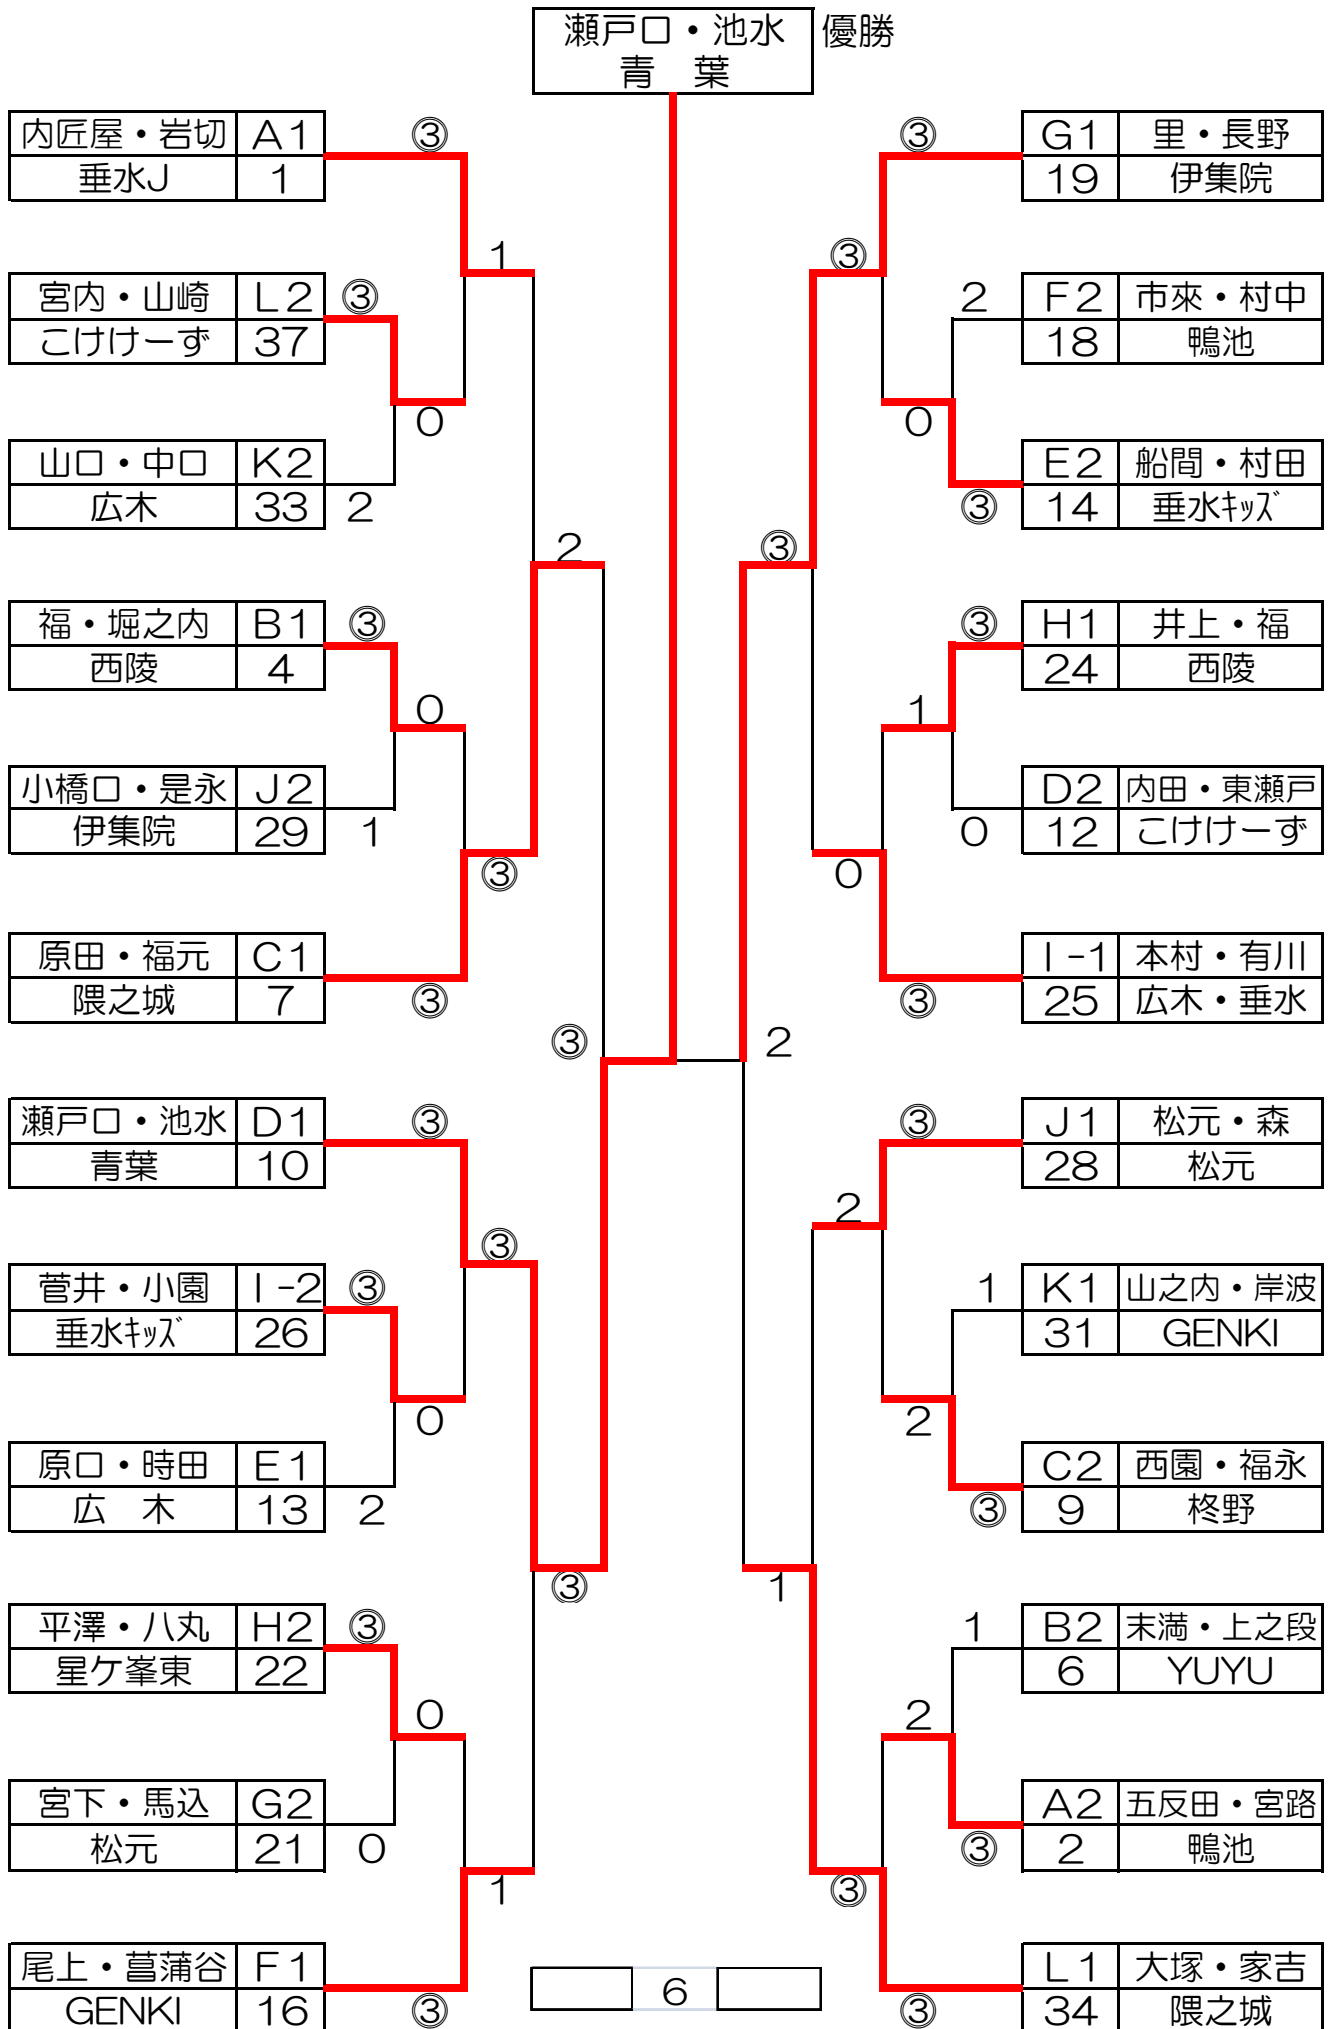 瀬戸口・池水 優勝
青 葉
内匠屋・岩切 A1 ③
垂水J 1
1
宮内・山崎 L2 ③
こけけーず 37
0
山口・中口 K2
広木 33 2
2
福・堀之内 B1 ③
西陵 4
0
小橋口・是永 J2
伊集院 29 1
③
原田・福元 C1
隈之城 7 ③
③
瀬戸口・池水 D1 ③
青葉 10
③
菅井・小園 I-2 ③
垂水キッズ 26
0
原口・時田 E1
広 木 13 2
③
平澤・八丸 H2 ③
星ケ峯東 22
0
宮下・馬込 G2
松元 21 0
1
尾上・菖蒲谷 F1
GENKI 16 ③
③ G1 里・長野
19 伊集院
③
2 F2 市來・村中
18 鴨池
0
E2 船間・村田
③ 14 垂水キッズ
③
③ H1 井上・福
24 西陵
1
D2 内田・東瀬戸
0 12 こけけーず
0
I-1 本村・有川
③ 25 広木・垂水
2
③ J1 松元・森
28 松元
2
1 K1 山之内・岸波
31 GENKI
2
C2 西園・福永
③ 9 柊野
1
1 B2 末満・上之段
6 YUYU
2
A2 五反田・宮路
③ 2 鴨池
③
L1 大塚・家吉
③ 34 隈之城
6